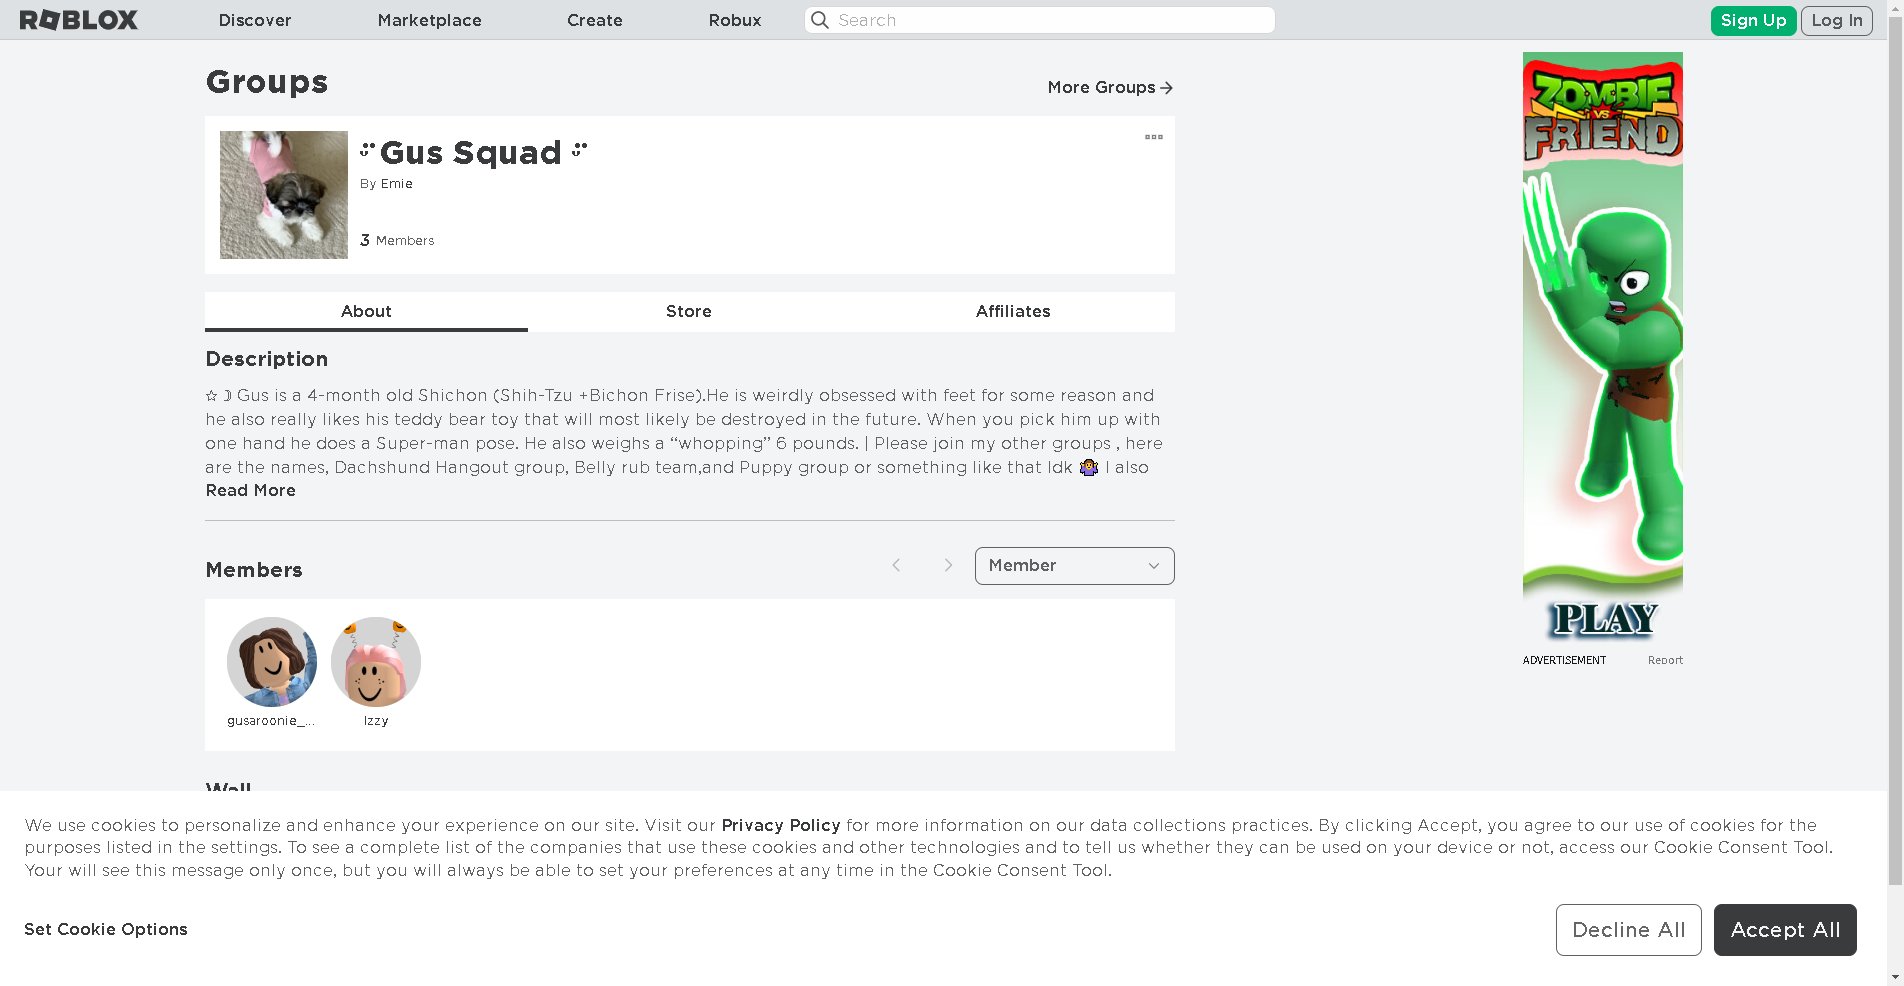 ROBLOX
Discover
Marketplace
Create
Robux
Search
Sign Up
Log In
Groups
More Groups
Gus Squad
By Emie
3 Members
About
Store
Affiliates
Description
☆☽ Gus is a 4-month old Shichon (Shih-Tzu +Bichon Frise).He is weirdly obsessed with feet for some reason and
he also really likes his teddy bear toy that will most likely be destroyed in the future. When you pick him up with
one hand he does a Super-man pose. He also weighs a “whopping” 6 pounds. | Please join my other groups , here
are the names, Dachshund Hangout group, Belly rub team,and Puppy group or something like that Idk 🤷 I also
Read More
Members
Member
gusaroonie_...
Izzy
Wall
ZOMBIE
VS
FRIEND
PLAY
ADVERTISEMENT
Report
We use cookies to personalize and enhance your experience on our site. Visit our Privacy Policy for more information on our data collections practices. By clicking Accept, you agree to our use of cookies for the
purposes listed in the settings. To see a complete list of the companies that use these cookies and other technologies and to tell us whether they can be used on your device or not, access our Cookie Consent Tool.
Your will see this message only once, but you will always be able to set your preferences at any time in the Cookie Consent Tool.
Set Cookie Options
Decline All
Accept All